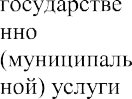 государстве
нно
(муниципаль
ной) услуги